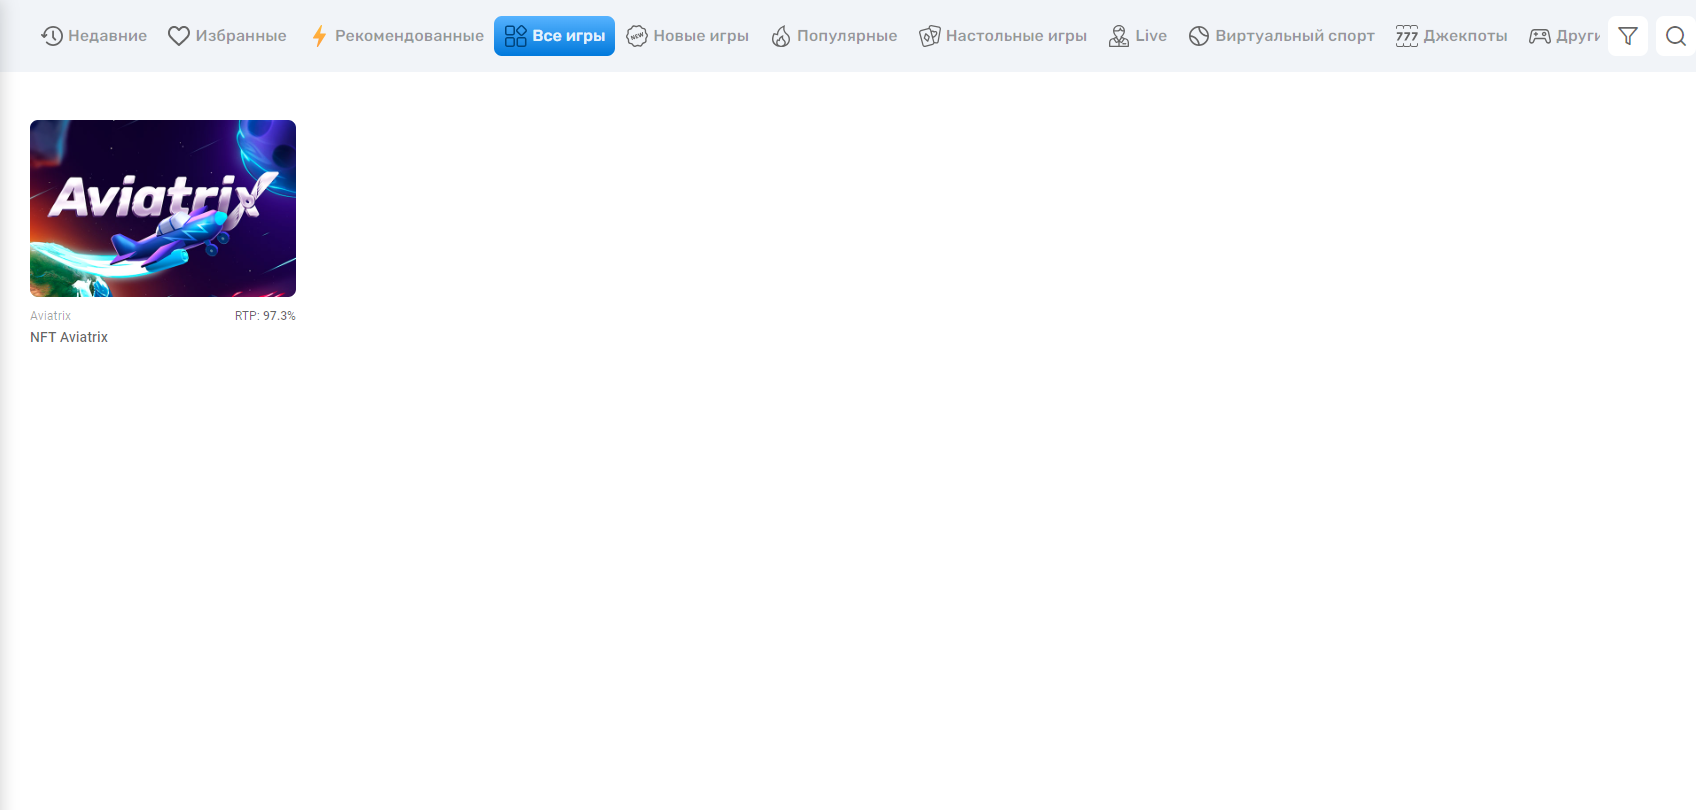 Недавние Избранные Рекомендованные Все игры NEW Новые игры Популярные Настольные игры Live Виртуальный спорт 777 Джекпоты Други
Aviatrix
Aviatrix RTP: 97.3%
NFT Aviatrix